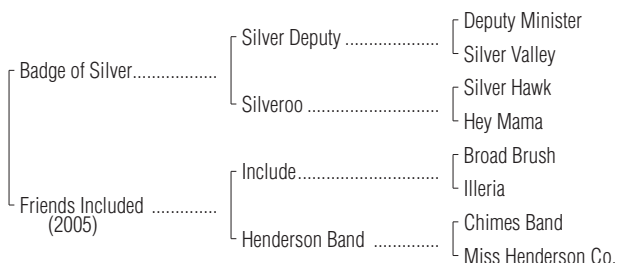 Deputy Minister
Silver Deputy .....................
Silver Valley
Badge of Silver..................
Silver Hawk
Silveroo .............................
Hey Mama
Broad Brush
Include...............................
Illeria
Friends Included ..............
(2005)
Chimes Band
Henderson Band ..............
Miss Henderson Co.